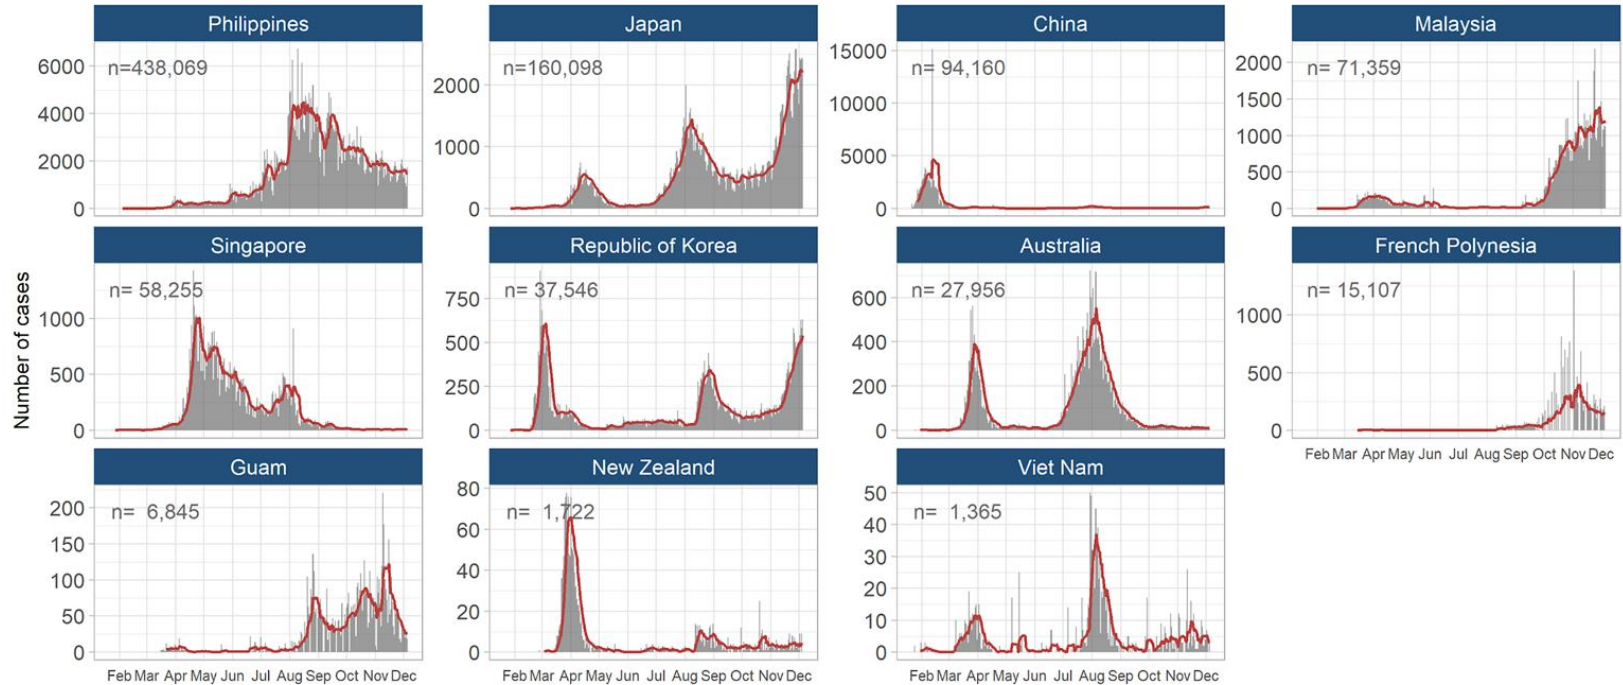 Number of cases
Philippines
n=438,069
6000
4000
2000
0
Japan
n=160,098
2000
1000
0
China
n= 94,160
15000
10000
5000
0
Malaysia
n= 71,359
2000
1500
1000
500
0
Singapore
n= 58,255
1000
500
0
Republic of Korea
n= 37,546
750
500
250
0
Australia
n= 27,956
600
400
200
0
French Polynesia
n= 15,107
1000
500
0
Feb Mar Apr May Jun Jul Aug Sep Oct Nov Dec
Guam
n= 6,845
200
150
100
50
0
Feb Mar Apr May Jun Jul Aug Sep Oct Nov Dec
New Zealand
n= 1,722
80
60
40
20
0
Feb Mar Apr May Jun Jul Aug Sep Oct Nov Dec
Viet Nam
n= 1,365
50
40
30
20
10
0
Feb Mar Apr May Jun Jul Aug Sep Oct Nov Dec